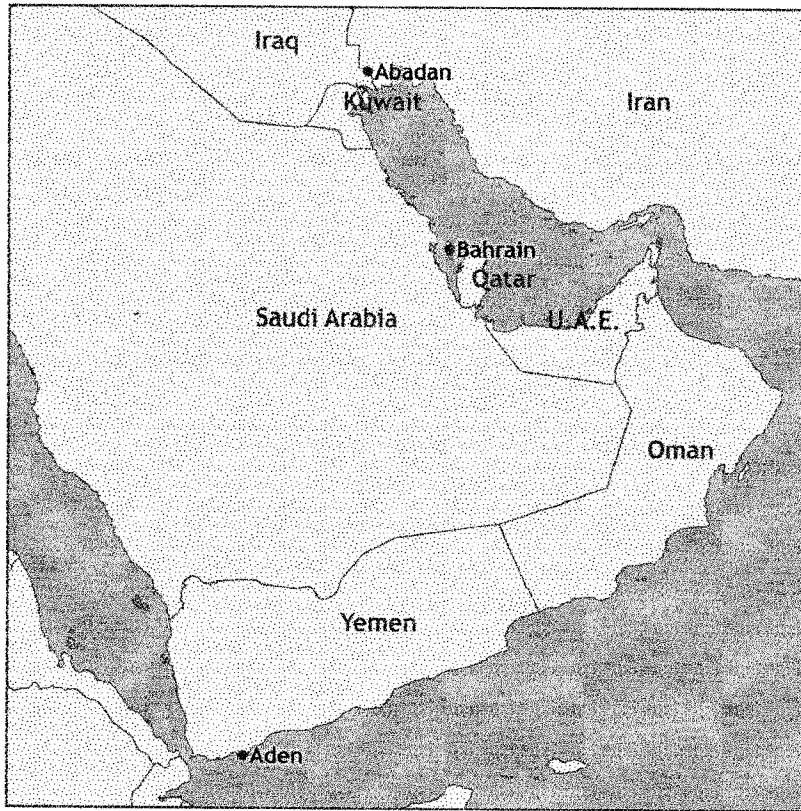 Iraq
Abadan
Kuwait
Iran
Bahrain
Qatar
Saudi Arabia
U.A.E.
Oman
Yemen
Aden